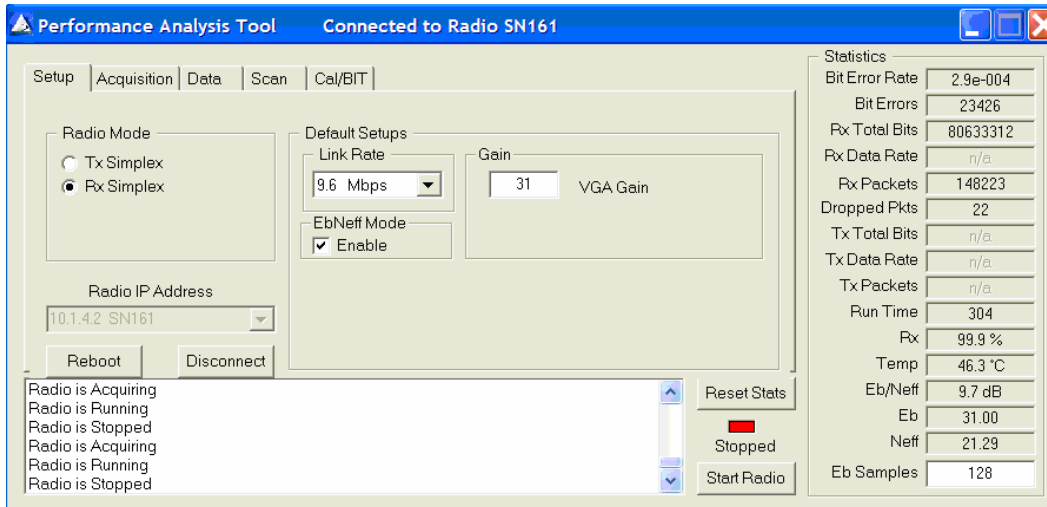 Performance Analysis Tool Connected to Radio SN161
Setup Acquisition Data Scan Cal/BIT
Radio Mode
Tx Simplex
Rx Simplex
Radio IP Address
10.1.4.2 SN161
Reboot Disconnect
Default Setups
Link Rate
9.6 Mbps
EbNeff Mode
Enable
Gain
31 VGA Gain
Radio is Acquiring
Radio is Running
Radio is Stopped
Radio is Acquiring
Radio is Running
Radio is Stopped
Reset Stats
Stopped
Start Radio
Statistics
Bit Error Rate 2.9e-004
Bit Errors 23426
Rx Total Bits 80633312
Rx Data Rate n/a
Rx Packets 148223
Dropped Pkts 22
Tx Total Bits n/a
Tx Data Rate n/a
Tx Packets n/a
Run Time 304
Rx 99.9 %
Temp 46.3 °C
Eb/Neff 9.7 dB
Eb 31.00
Neff 21.29
Eb Samples 128